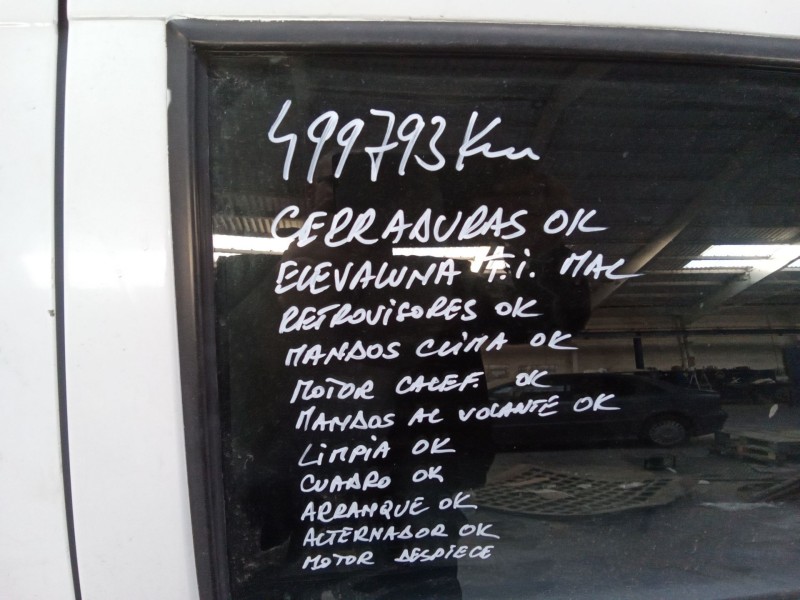 499793 Km
CERRADURAS OK
ELEVALUNA T.i. MAL
RETROVISORES OK
MANDOS CLIMA OK
MOTOR CALEF. OK
MANDOS AL VOLANTE OK
LIMPIA OK
CUADRO OK
ARRANQUE OK
ALTERNADOR OK
MOTOR DESPIECE